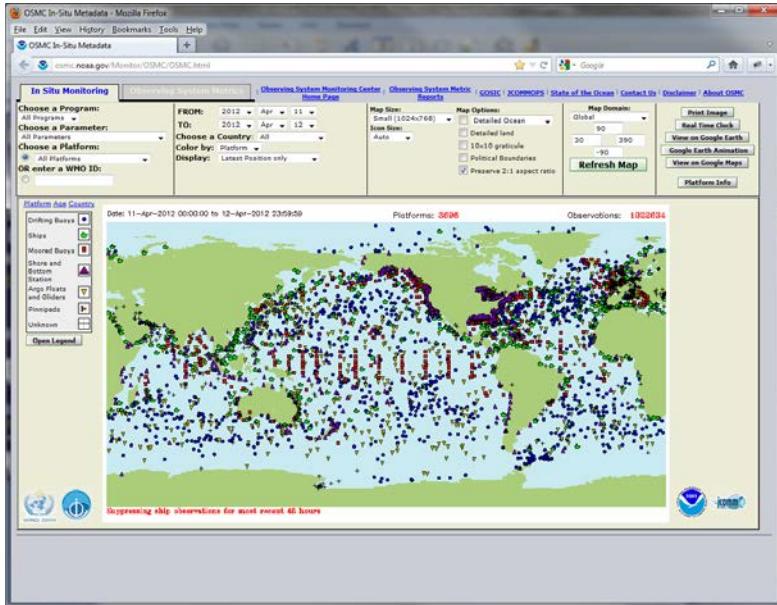 OSMC In-Situ Metadata - Mozilla Firefox
File Edit View History Bookmarks Tools Help
OSMC In-Situ Metadata
osmc.noaa.gov/Monitor/OSMC/OSMC.html
Google
In Situ Monitoring
Observing System Metrics
Observing System Monitoring Center Home Page
Observing System Metric Reports
GOSIC
JCOMMOPS
State of the Ocean
Contact Us
Disclaimer
About OSMC
Choose a Program:
All Programs
Choose a Parameter:
All Parameters
Choose a Platform:
All Platforms
OR enter a WMO ID:
FROM: 2012 Apr 11
TO: 2012 Apr 12
Choose a Country: All
Color by: Platform
Display: Latest Position only
Map Size:
Small (1024x768)
Icon Size:
Auto
Map Options:
Detailed Ocean
Detailed land
10x10 graticule
Political Boundaries
Preserve 2:1 aspect ratio
Map Domain:
Global
90
30 390
-90
Refresh Map
Print Image
Real Time Clock
View on Google Earth
Google Earth Animation
View on Google Maps
Platform Info
Platform Age Country
Drifting Buoys
Ships
Moored Buoys
Shore and
Bottom
Station
Argo Floats
and Gliders
Pinnipeds
Unknown
Open Legend
Date: 11-Apr-2012 00:00:00 to 12-Apr-2012 23:59:59
Platforms: 3696
Observations: 1022634
Suppressing ship observations for most recent 48 hours
jcomm